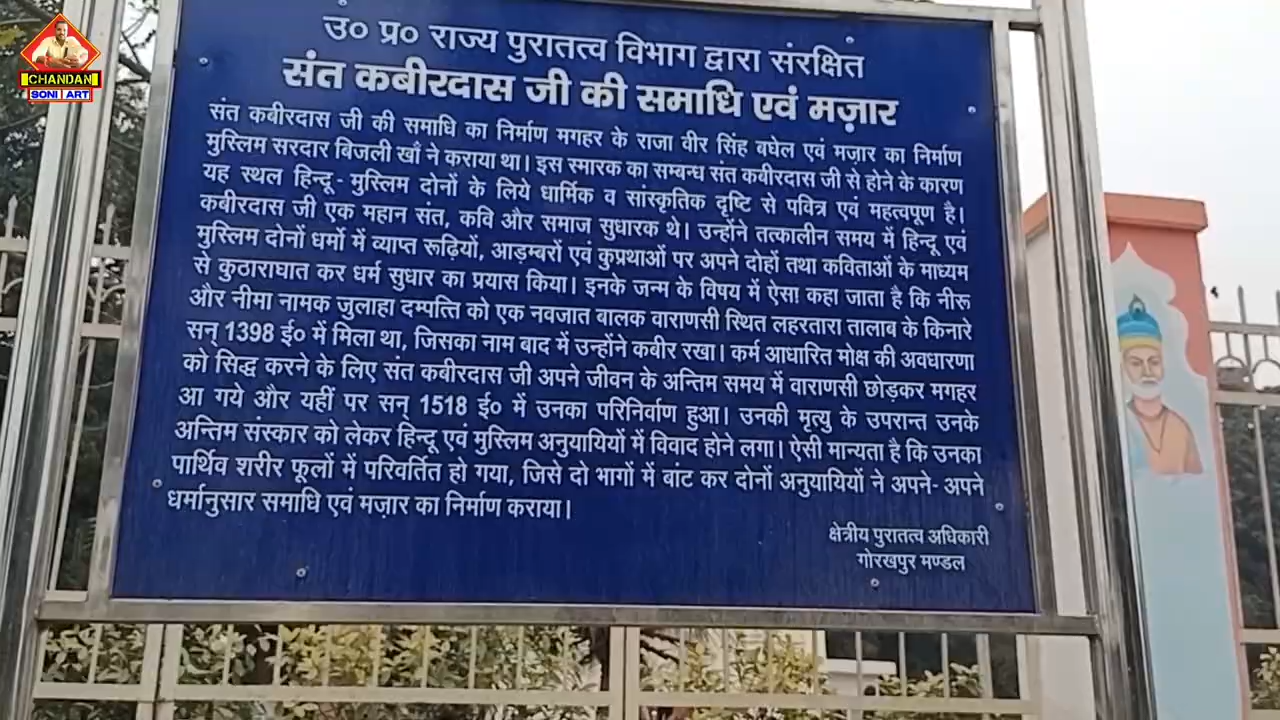 CHANDAN
SONI ART
उ० प्र० राज्य पुरातत्व विभाग द्वारा संरक्षित
संत कबीरदास जी की समाधि एवं मज़ार
संत कबीरदास जी की समाधि का निर्माण मगहर के राजा वीर सिंह बघेल एवं मज़ार का निर्माण
मुस्लिम सरदार बिजली खाँ ने कराया था। इस स्मारक का सम्बन्ध संत कबीरदास जी से होने के कारण
यह स्थल हिन्दू- मुस्लिम दोनों के लिये धार्मिक व सांस्कृतिक दृष्टि से पवित्र एवं महत्वपूण है।
कबीरदास जी एक महान संत, कवि और समाज सुधारक थे। उन्होंने तत्कालीन समय में हिन्दू एवं
मुस्लिम दोनों धर्मो में व्याप्त रूढ़ियों, आड़म्बरों एवं कुप्रथाओं पर अपने दोहों तथा कविताओं के माध्यम
से कुठाराघात कर धर्म सुधार का प्रयास किया। इनके जन्म के विषय में ऐसा कहा जाता है कि नीरू
और नीमा नामक जुलाहा दम्पत्ति को एक नवजात बालक वाराणसी स्थित लहरतारा तालाब के किनारे
सन् 1398 ई० में मिला था, जिसका नाम बाद में उन्होंने कबीर रखा। कर्म आधारित मोक्ष की अवधारणा
को सिद्ध करने के लिए संत कबीरदास जी अपने जीवन के अन्तिम समय में वाराणसी छोड़कर मगहर
आ गये और यहीं पर सन् 1518 ई० में उनका परिनिर्वाण हुआ। उनकी मृत्यु के उपरान्त उनके
अन्तिम संस्कार को लेकर हिन्दू एवं मुस्लिम अनुयायियों में विवाद होने लगा। ऐसी मान्यता है कि उनका
पार्थिव शरीर फूलों में परिवर्तित हो गया, जिसे दो भागों में बांट कर दोनों अनुयायियों ने अपने- अपने
धर्मानुसार समाधि एवं मज़ार का निर्माण कराया।
क्षेत्रीय पुरातत्व अधिकारी
गोरखपुर मण्डल